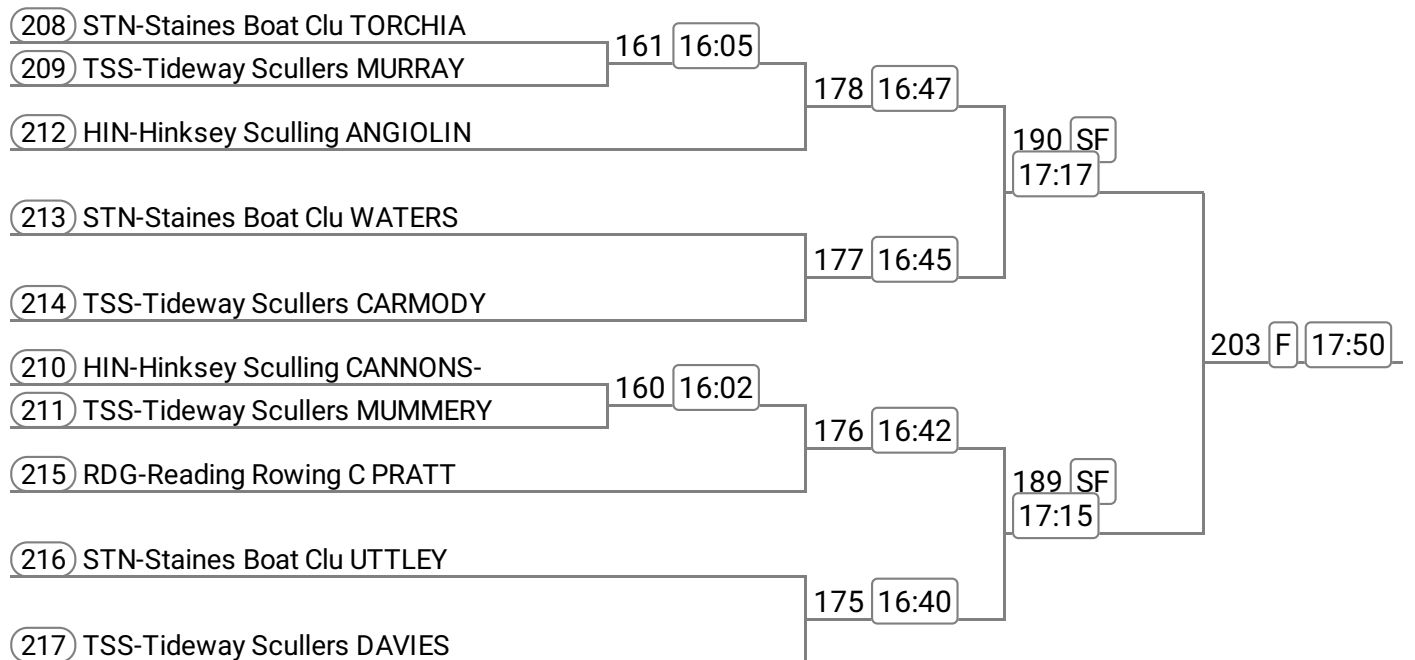 208 STN-Staines Boat Clu TORCHIA
161 16:05
209 TSS-Tideway Scullers MURRAY
178 16:47
212 HIN-Hinksey Sculling ANGIOLIN
190 SF
17:17
213 STN-Staines Boat Clu WATERS
177 16:45
214 TSS-Tideway Scullers CARMODY
203 F 17:50
210 HIN-Hinksey Sculling CANNONS-
160 16:02
211 TSS-Tideway Scullers MUMMERY
176 16:42
215 RDG-Reading Rowing C PRATT
189 SF
17:15
216 STN-Staines Boat Clu UTTLEY
175 16:40
217 TSS-Tideway Scullers DAVIES